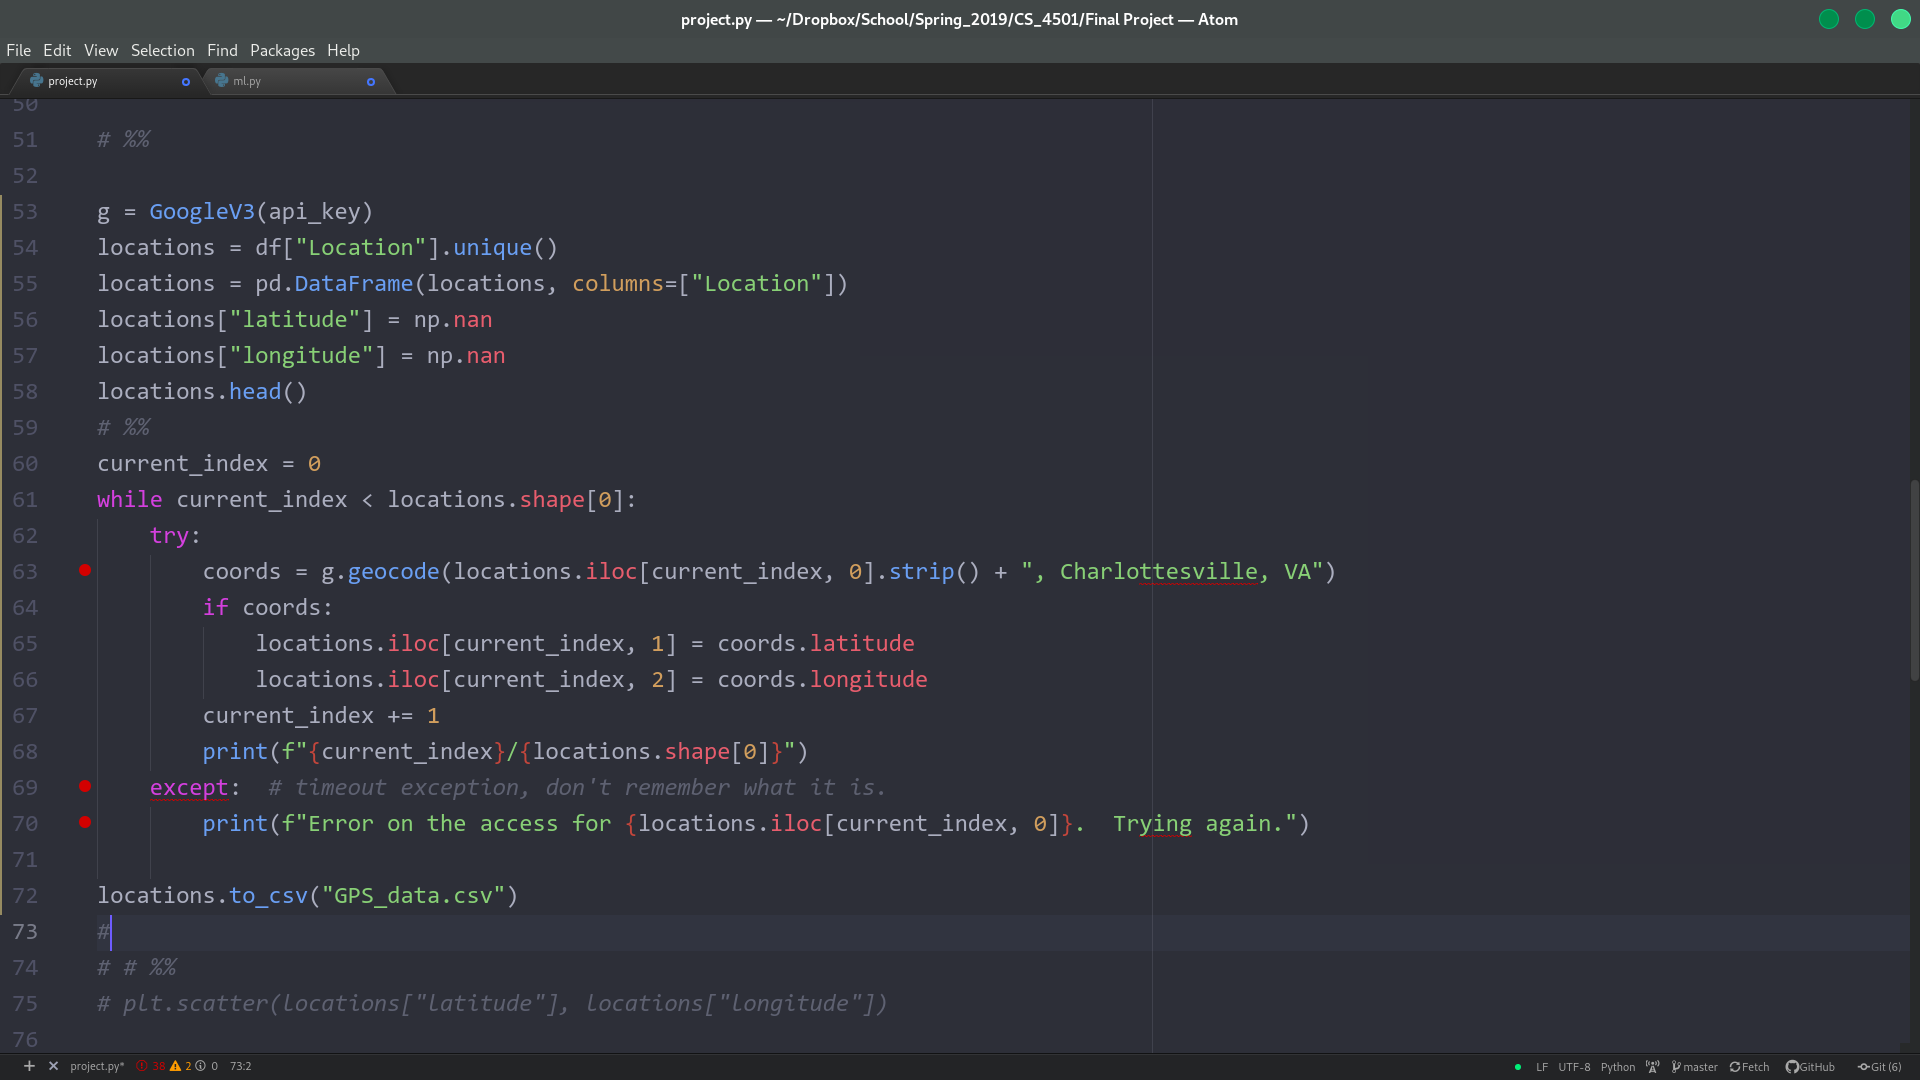 project.py — ~/Dropbox/School/Spring_2019/CS_4501/Final Project — Atom
File Edit View Selection Find Packages Help
project.py ml.py
50
51 # %%
52
53 g = GoogleV3(api_key)
54 locations = df["Location"].unique()
55 locations = pd.DataFrame(locations, columns=["Location"])
56 locations["latitude"] = np.nan
57 locations["longitude"] = np.nan
58 locations.head()
59 # %%
60 current_index = 0
61 while current_index < locations.shape[0]:
62     try:
63         coords = g.geocode(locations.iloc[current_index, 0].strip() + ", Charlottesville, VA")
64         if coords:
65             locations.iloc[current_index, 1] = coords.latitude
66             locations.iloc[current_index, 2] = coords.longitude
67         current_index += 1
68         print(f"{current_index}/{locations.shape[0]}")
69     except:  # timeout exception, don't remember what it is.
70         print(f"Error on the access for {locations.iloc[current_index, 0]}.  Trying again.")
71
72 locations.to_csv("GPS_data.csv")
73 #
74 # # %%
75 # plt.scatter(locations["latitude"], locations["longitude"])
76
project.py* 38 2 0 73:2 LF UTF-8 Python master Fetch GitHub Git (6)